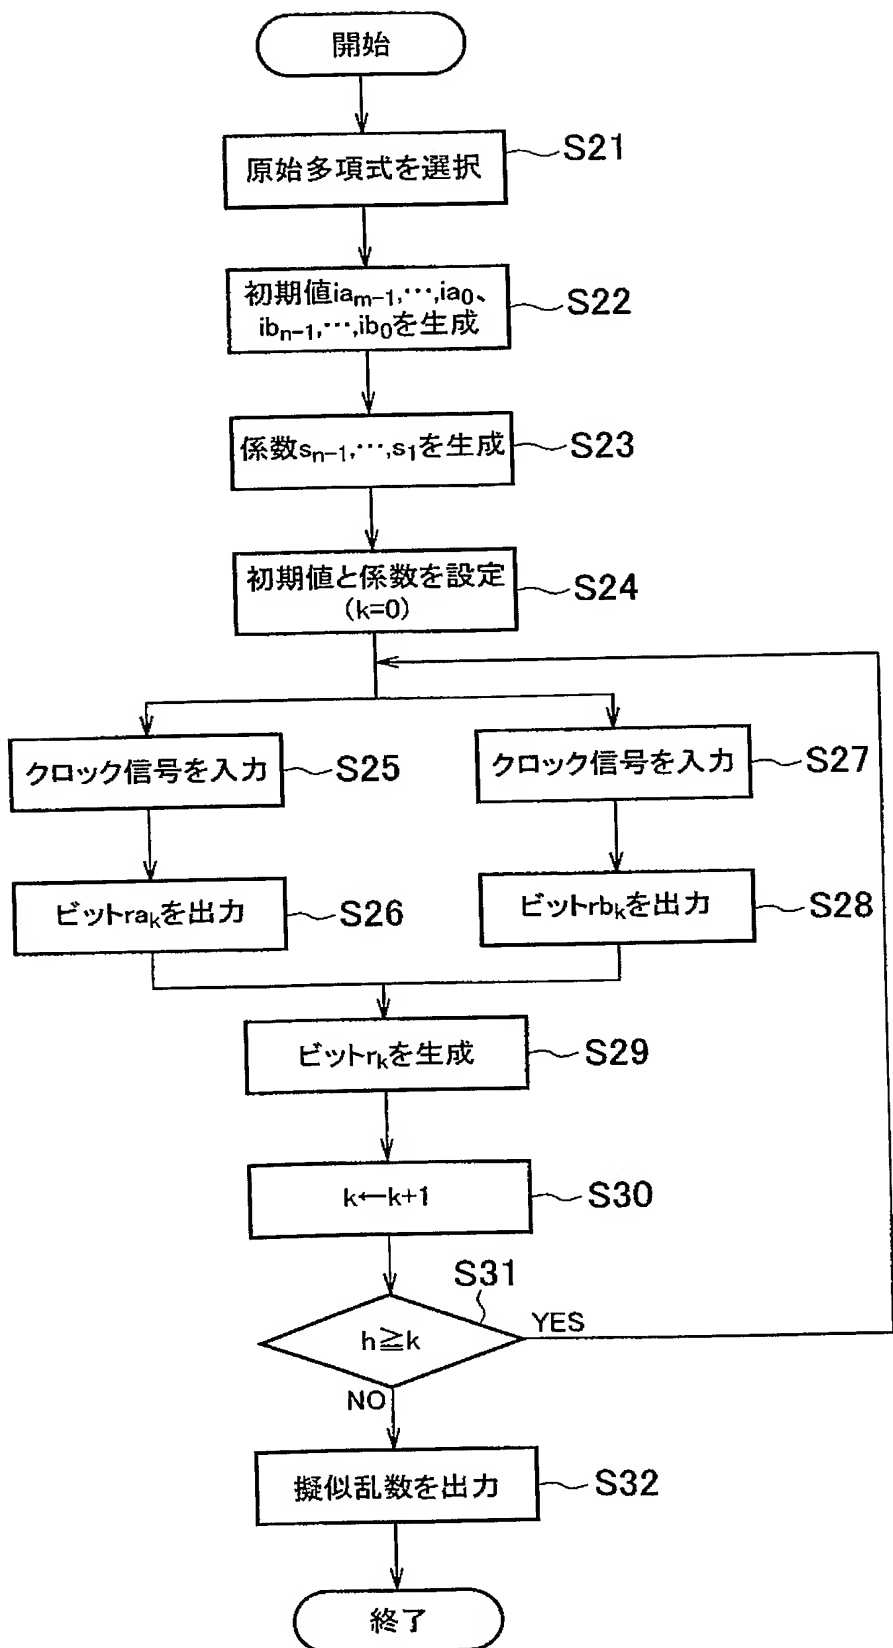 開始
原始多項式を選択
S21
初期値ia_{m-1},…,ia_0、
ib_{n-1},…,ib_0を生成
S22
係数s_{n-1},…,s_1を生成
S23
初期値と係数を設定
(k=0)
S24
クロック信号を入力
S25
クロック信号を入力
S27
ビットra_kを出力
S26
ビットrb_kを出力
S28
ビットr_kを生成
S29
k←k+1
S30
S31
h≧k
YES
NO
擬似乱数を出力
S32
終了